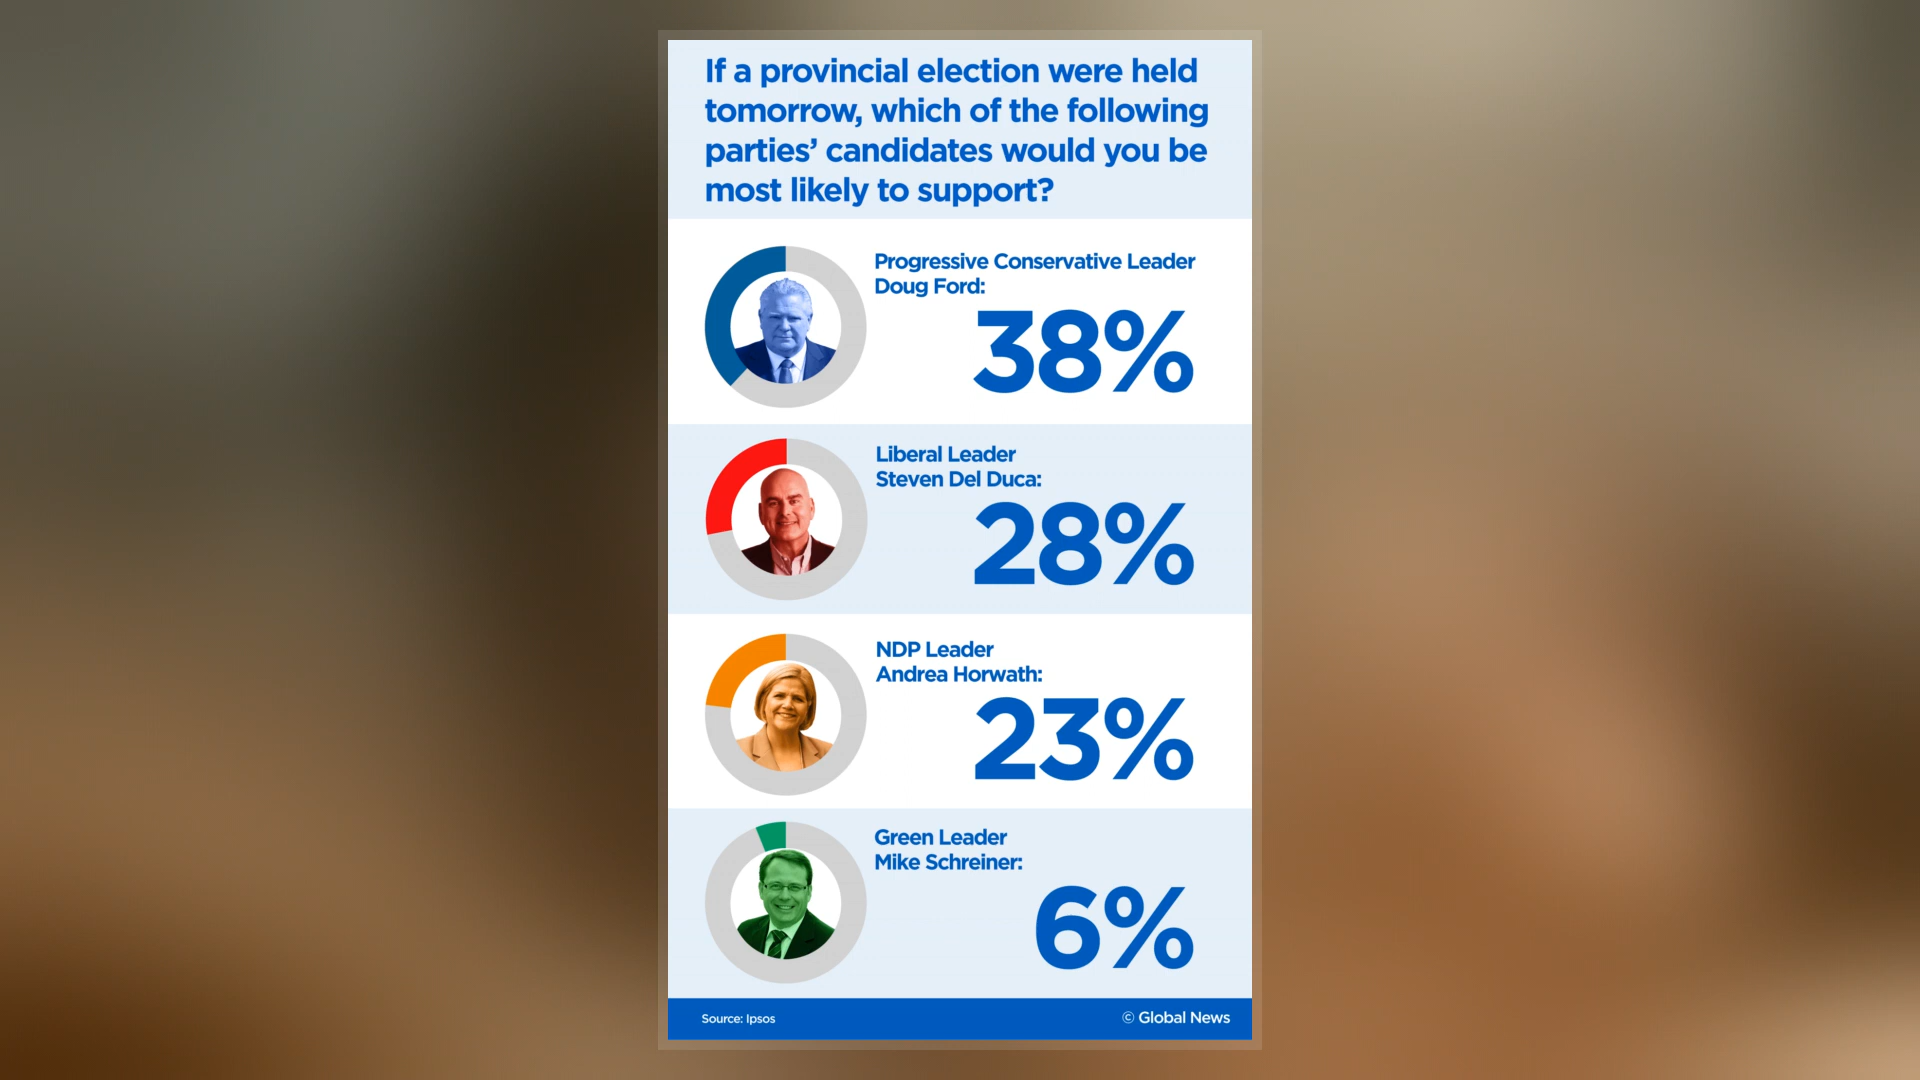 If a provincial election were held
tomorrow, which of the following
parties’ candidates would you be
most likely to support?
Progressive Conservative Leader
Doug Ford:
38%
Liberal Leader
Steven Del Duca:
28%
NDP Leader
Andrea Horwath:
23%
Green Leader
Mike Schreiner:
6%
Source: Ipsos
© Global News